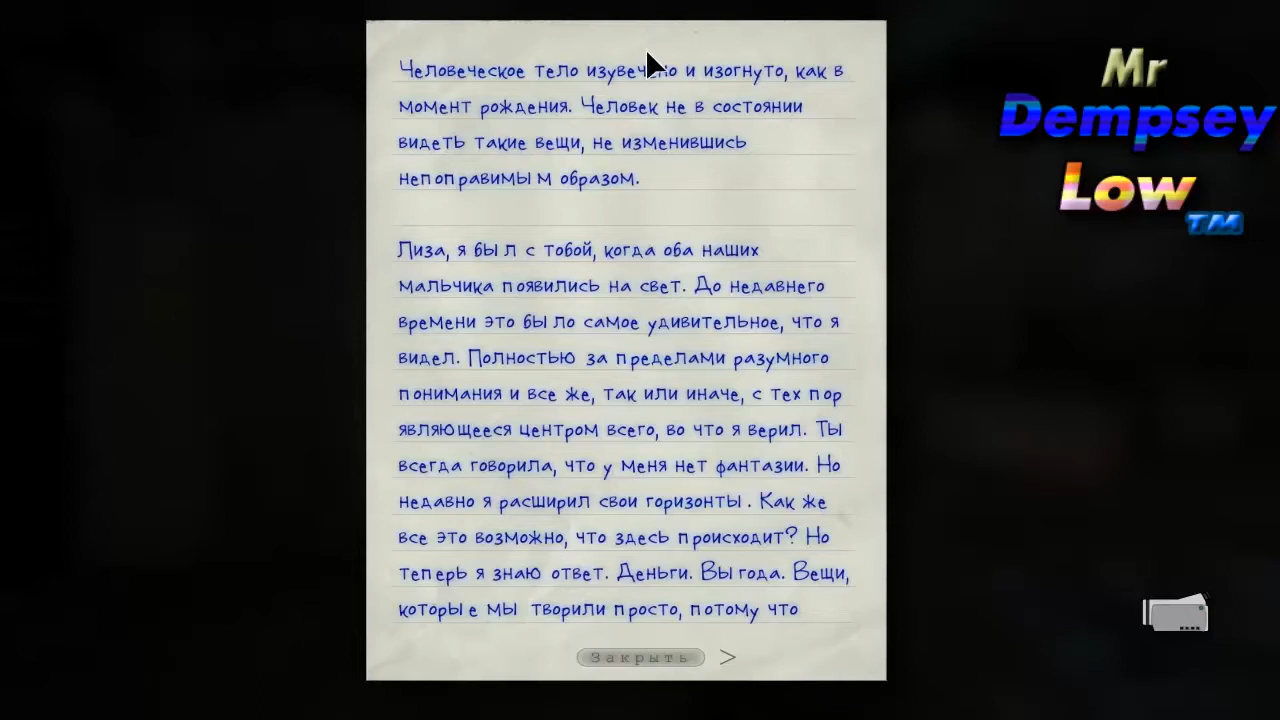 Человеческое тело изувечено и изогнуто, как в
момент рождения. Человек не в состоянии
видеть такие вещи, не изменившись
непоправимым образом.
Лиза, я был с тобой, когда оба наших
мальчика появились на свет. До недавнего
времени это было самое удивительное, что я
видел. Полностью за пределами разумного
понимания и все же, так или иначе, с тех пор
являющееся центром всего, во что я верил. Ты
всегда говорила, что у меня нет фантазии. Но
недавно я расширил свои горизонты. Как же
все это возможно, что здесь происходит? Но
теперь я знаю ответ. Деньги. Выгода. Вещи,
которые мы творили просто, потому что
Закрыть >
Mr
Dempsey
Low
TM